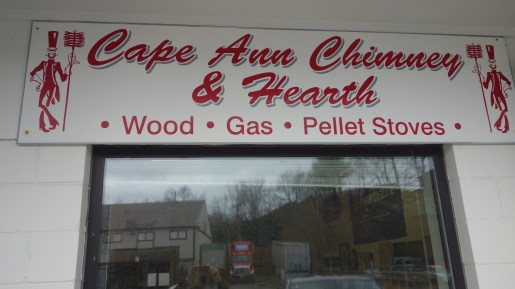 Cape Ann Chimney
& Hearth
• Wood • Gas • Pellet Stoves •